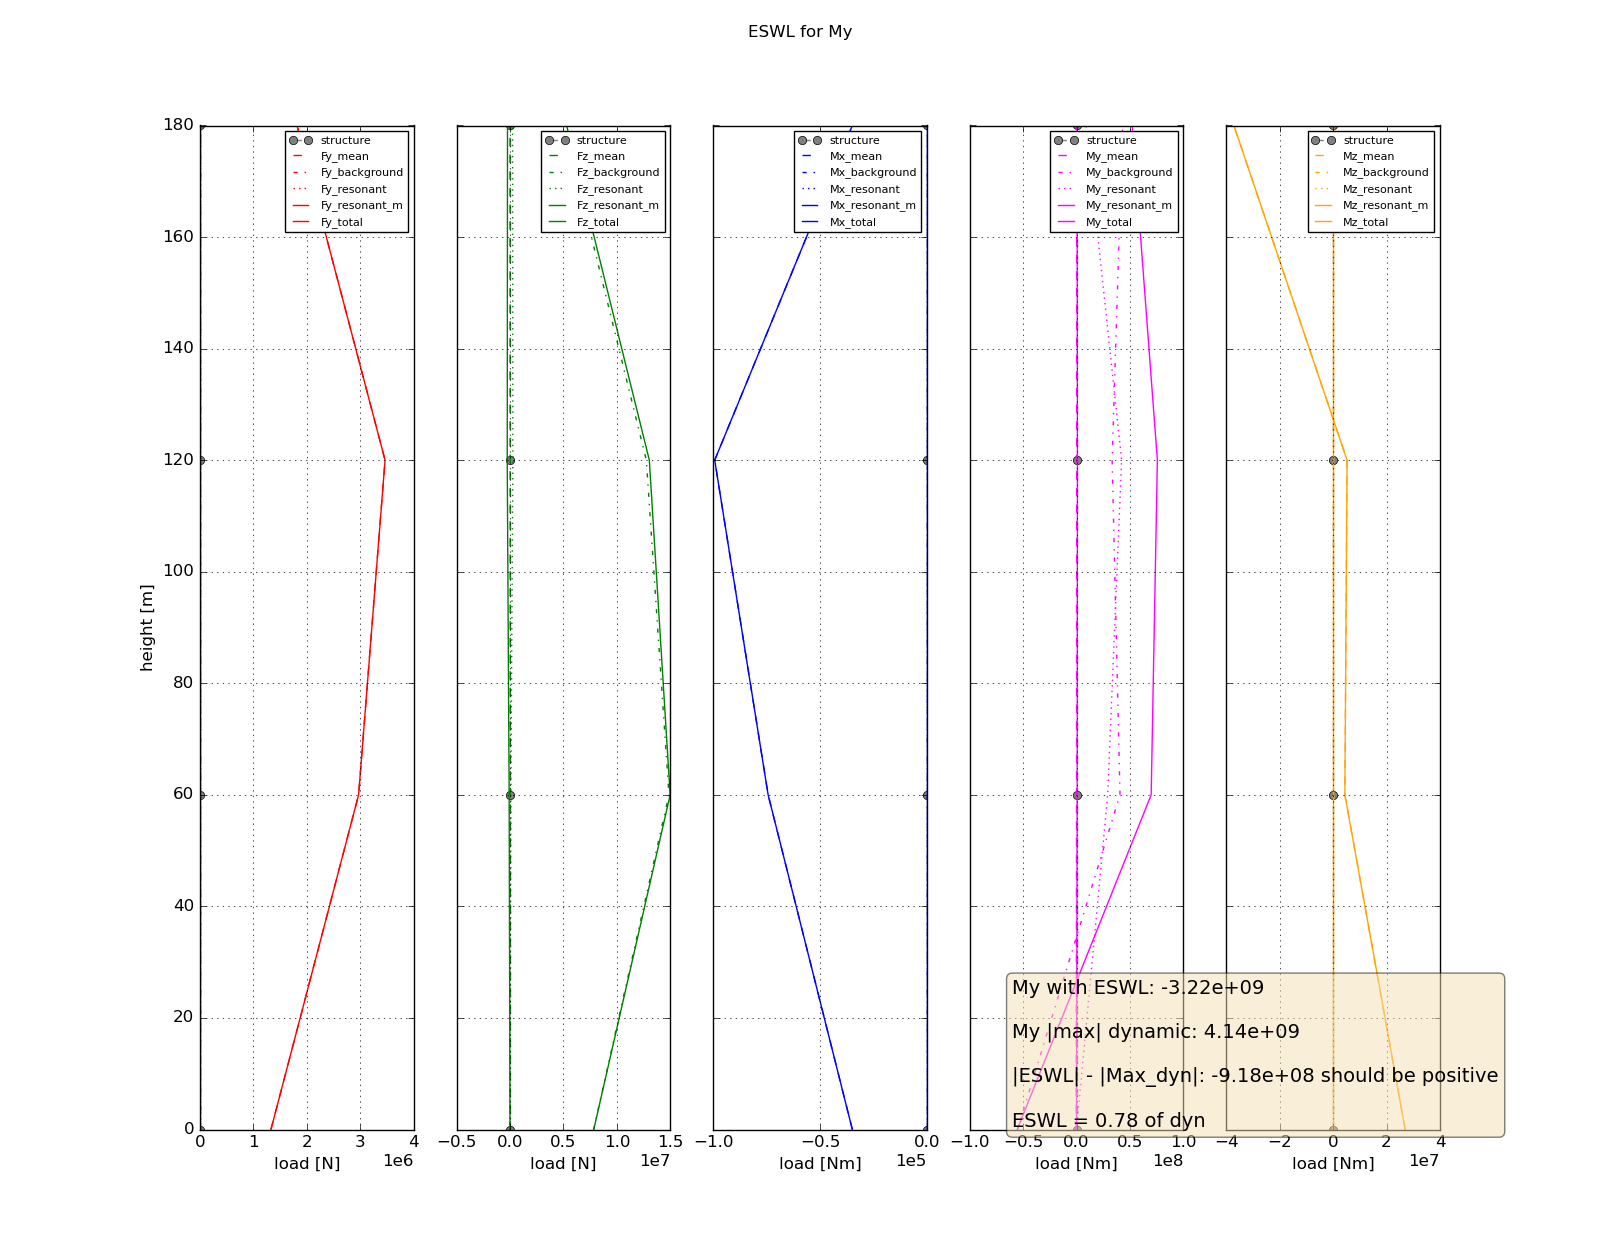 ESWL for My
height [m]
180
160
140
120
100
80
60
40
20
0
structure
Fy_mean
Fy_background
Fy_resonant
Fy_resonant_m
Fy_total
0 1 2 3 4
1e6
load [N]
structure
Fz_mean
Fz_background
Fz_resonant
Fz_resonant_m
Fz_total
−0.5 0.0 0.5 1.0 1.5
1e7
load [N]
structure
Mx_mean
Mx_background
Mx_resonant
Mx_resonant_m
Mx_total
−1.0 −0.5 0.0
1e5
load [Nm]
structure
My_mean
My_background
My_resonant
My_resonant_m
My_total
−1.0 −0.5 0.0 0.5 1.0
1e8
load [Nm]
structure
Mz_mean
Mz_background
Mz_resonant
Mz_resonant_m
Mz_total
−4 −2 0 2 4
1e7
load [Nm]
My with ESWL: -3.22e+09
My |max| dynamic: 4.14e+09
|ESWL| - |Max_dyn|: -9.18e+08 should be positive
ESWL = 0.78 of dyn